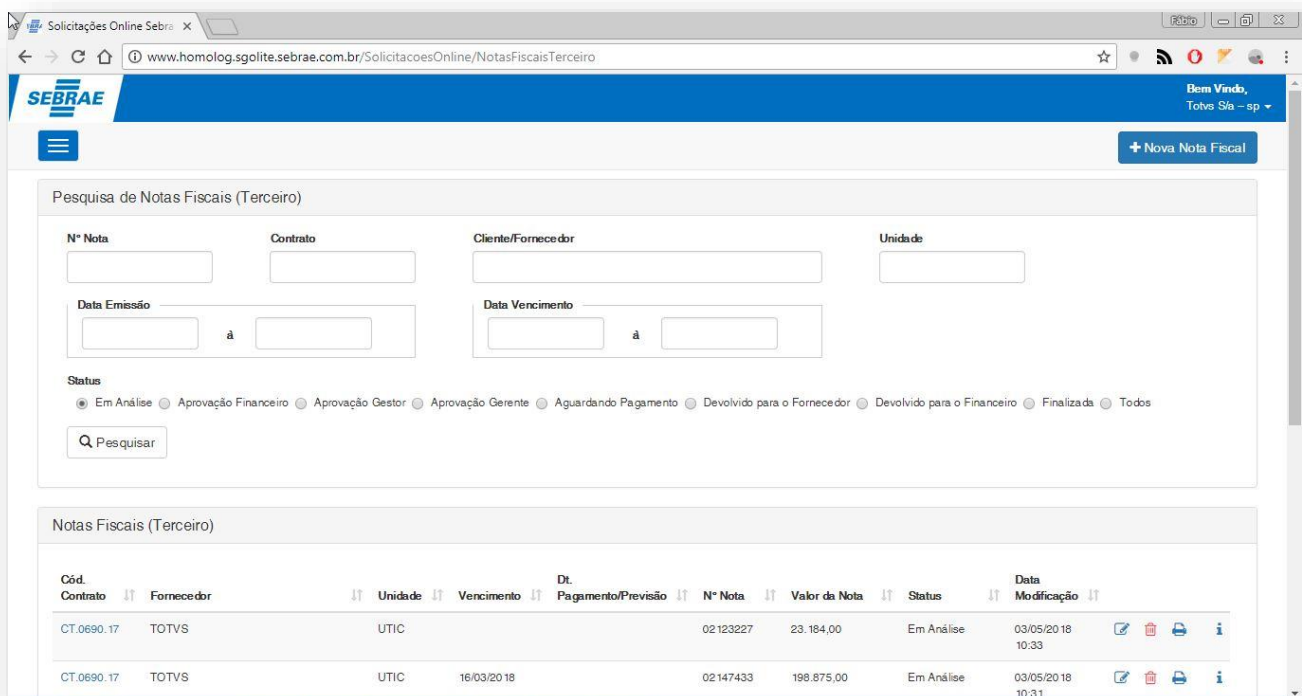 Solicitações Online Sebra
Fábio
www.homolog.sgolite.sebrae.com.br/SolicitacoesOnline/NotasFiscaisTerceiro
SEBRAE
Bem Vindo,
Totvs S/a – sp
+ Nova Nota Fiscal
Pesquisa de Notas Fiscais (Terceiro)
N° Nota Contrato Cliente/Fornecedor Unidade
Data Emissão Data Vencimento
à à
Status
Em Análise Aprovação Financeiro Aprovação Gestor Aprovação Gerente Aguardando Pagamento Devolvido para o Fornecedor Devolvido para o Financeiro Finalizada Todos
Pesquisar
Notas Fiscais (Terceiro)
Cód. Dt. Data
Contrato Fornecedor Unidade Vencimento Pagamento/Previsão N° Nota Valor da Nota Status Modificação
CT.0690.17 TOTVS UTIC 02123227 23.184,00 Em Análise 03/05/2018
10:33
CT.0690.17 TOTVS UTIC 16/03/2018 02147433 198.875,00 Em Análise 03/05/2018
10:31